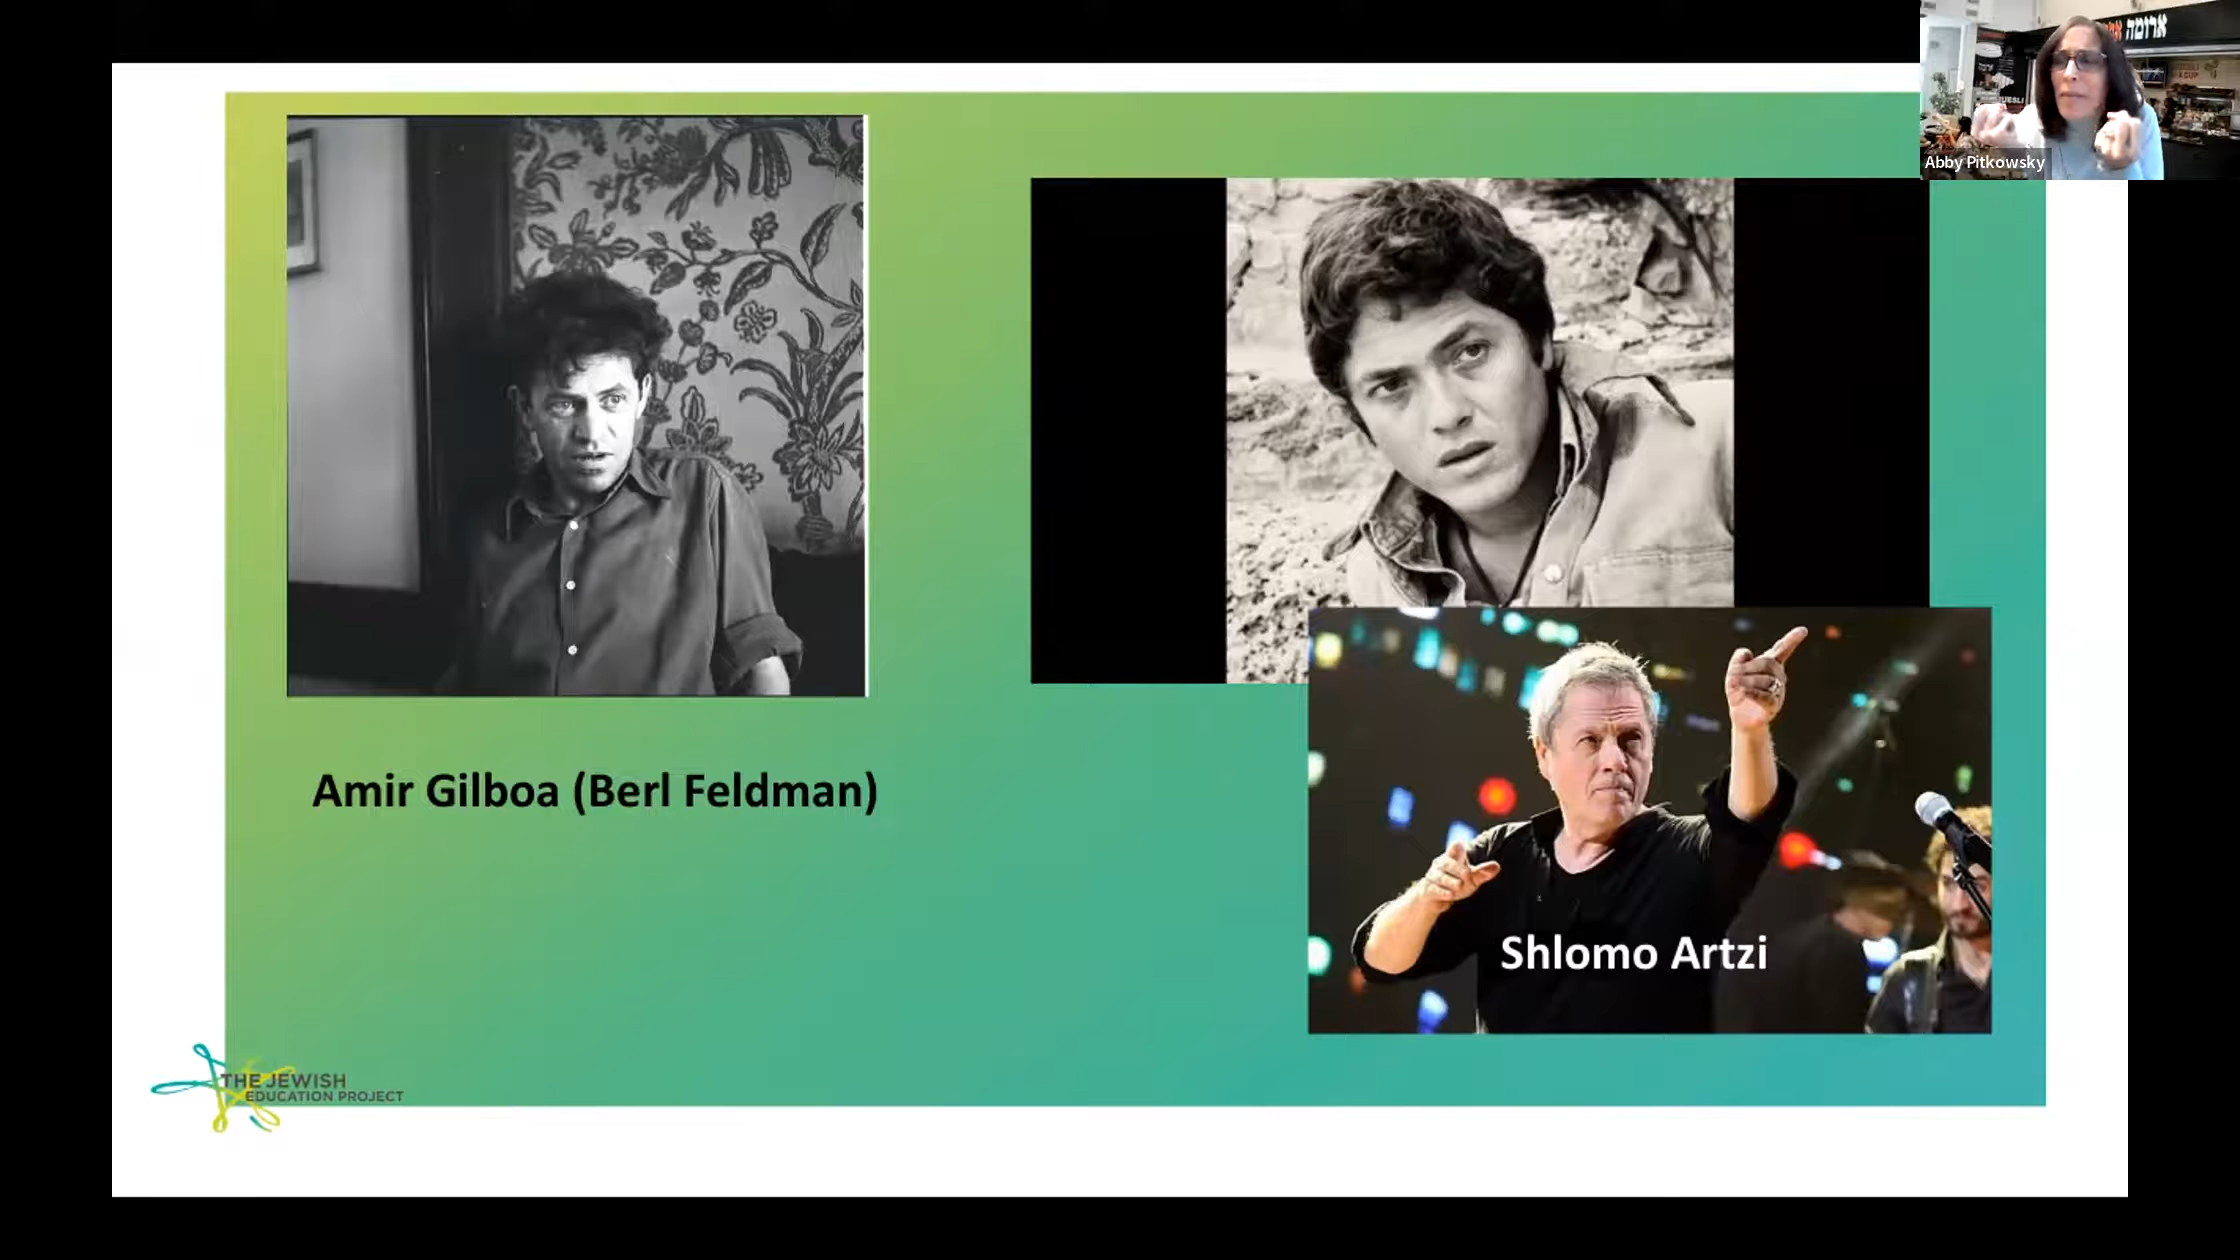 ארומה
Abby Pitkowsky
Amir Gilboa (Berl Feldman)
Shlomo Artzi
THE JEWISH
EDUCATION PROJECT